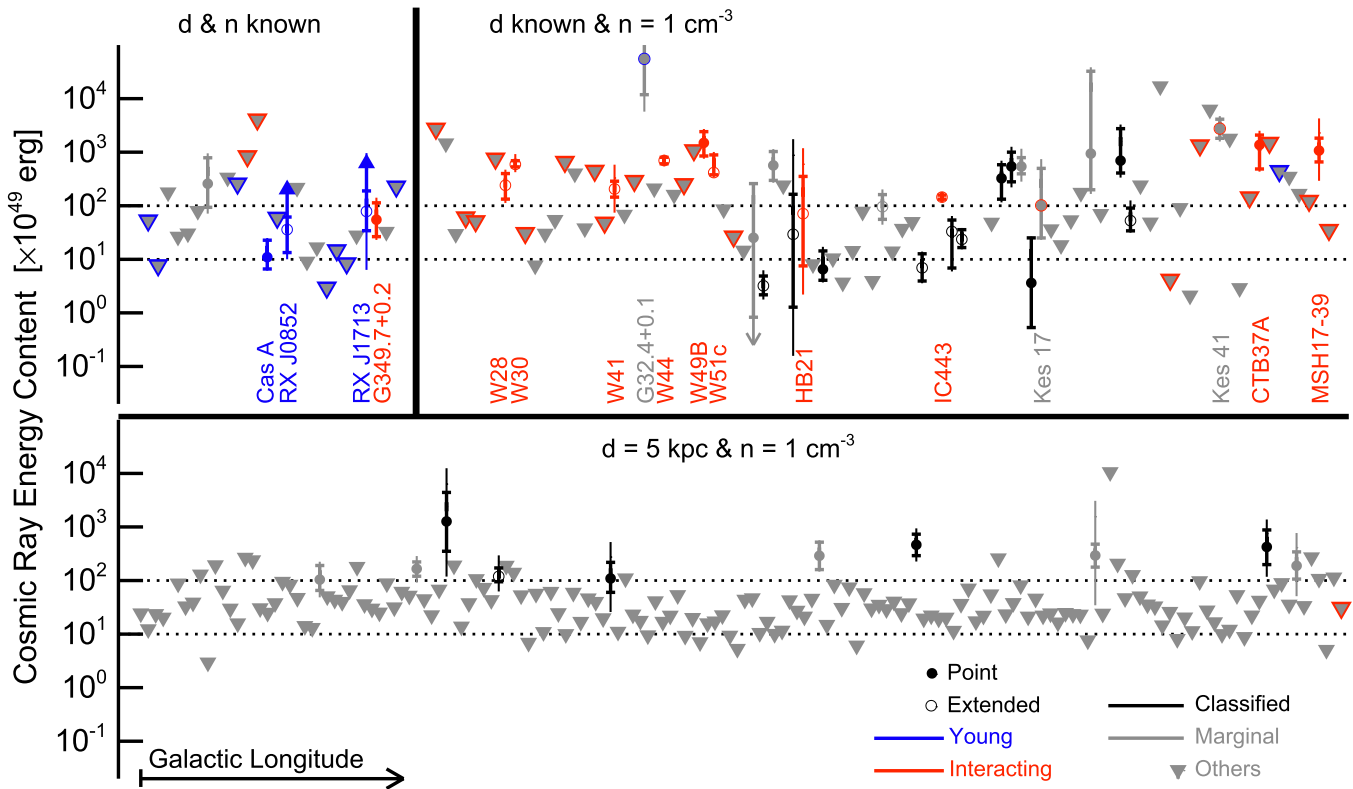 d & n known
d known & n = 1 cm⁻³
Cosmic Ray Energy Content [×10⁴⁹ erg]
10⁴
10³
10²
10¹
10⁰
10⁻¹
Cas A
RX J0852
RX J1713
G349.7+0.2
W28
W30
W41
G32.4+0.1
W44
W49B
W51c
HB21
IC443
Kes 17
Kes 41
CTB37A
MSH17-39
d = 5 kpc & n = 1 cm⁻³
10⁴
10³
10²
10¹
10⁰
10⁻¹
Galactic Longitude
Point
Extended
Classified
Young
Marginal
Interacting
Others